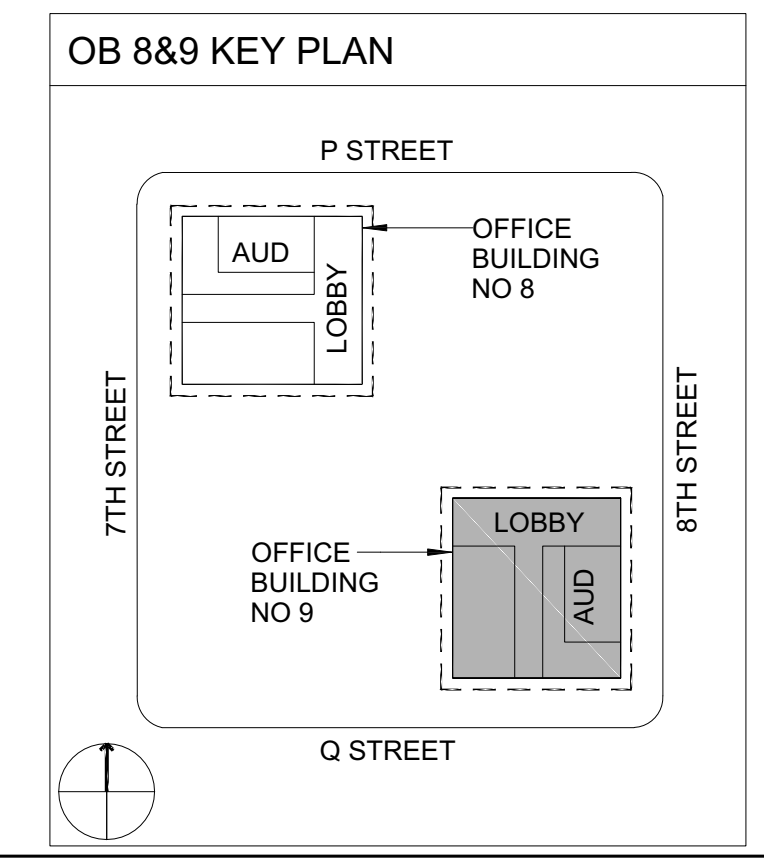 OB 8&9 KEY PLAN
P STREET
AUD
LOBBY
OFFICE
BUILDING
NO 8
7TH STREET
8TH STREET
LOBBY
AUD
OFFICE
BUILDING
NO 9
Q STREET